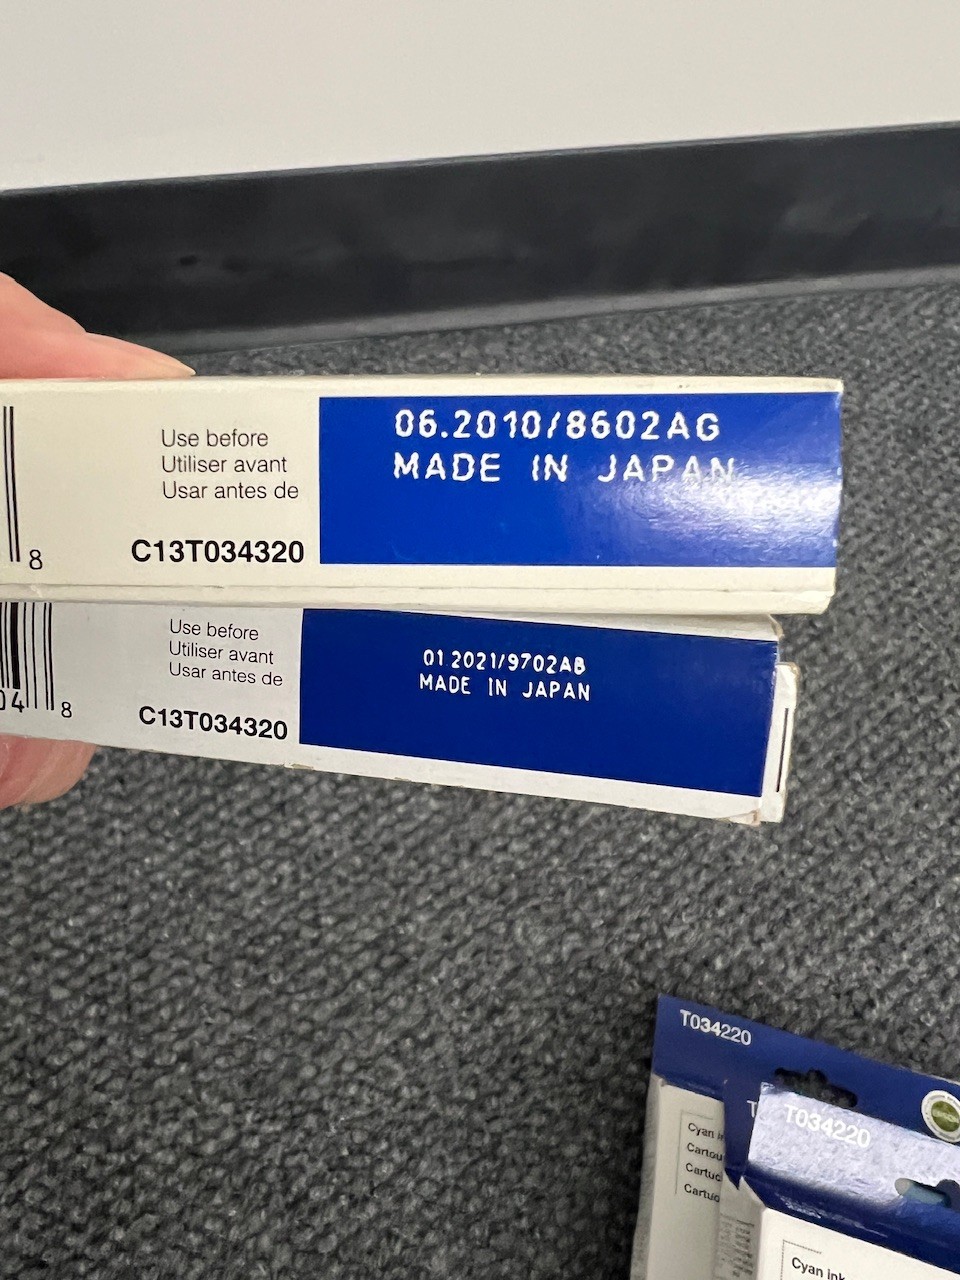 06.2010/8602AG
MADE IN JAPAN
Use before
Utiliser avant
Usar antes de
C13T034320
8
01.2021/9702AB
MADE IN JAPAN
Use before
Utiliser avant
Usar antes de
C13T034320
04
8
T034220
Cyan
T034220
Cyan ink